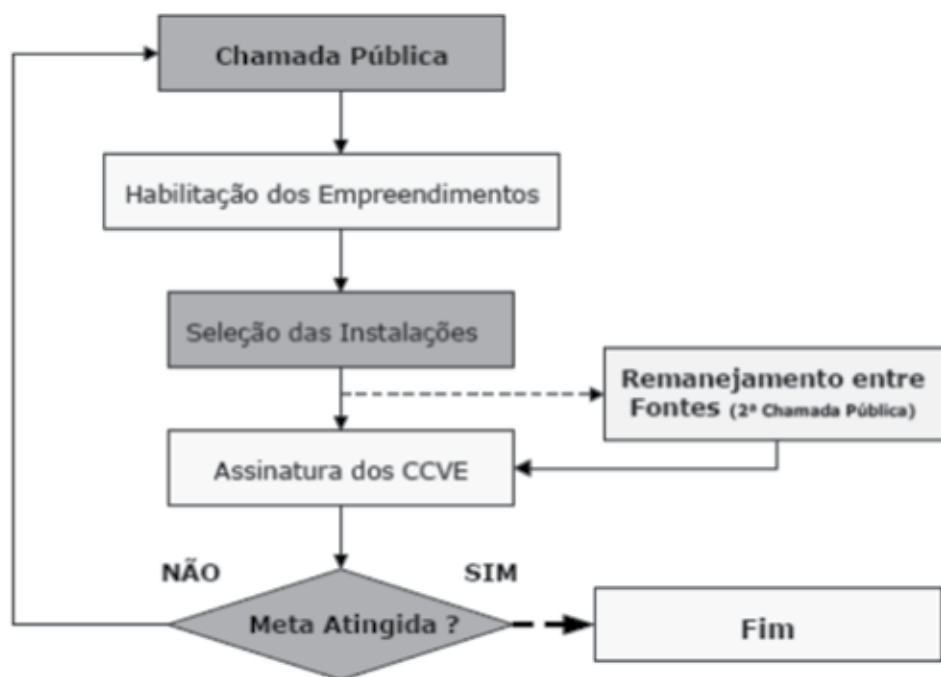 Chamada Pública
Habilitação dos Empreendimentos
Seleção das Instalações
Remanejamento entre
Fontes (2ª Chamada Pública)
Assinatura dos CCVE
NÃO
SIM
Meta Atingida ?
Fim